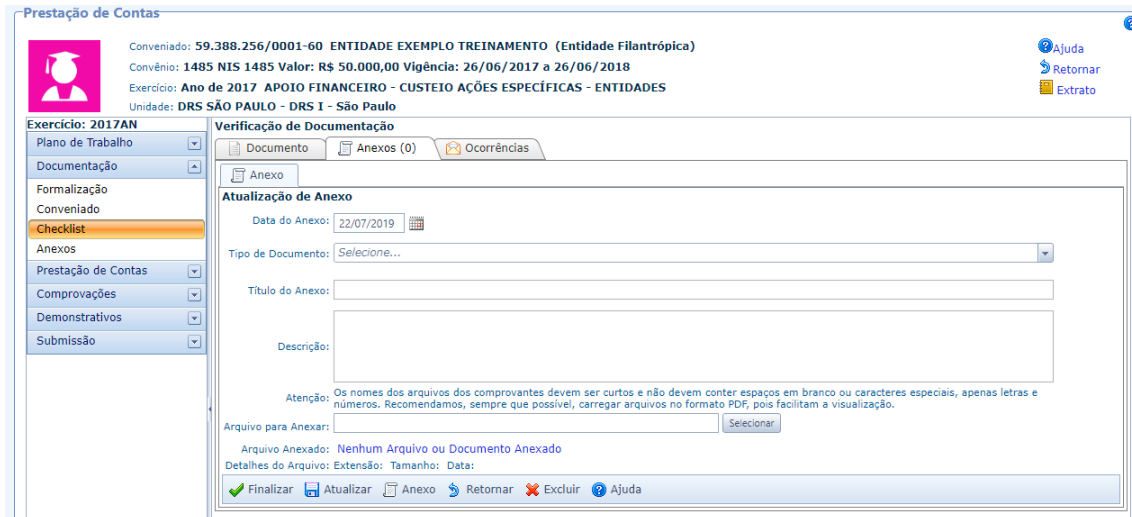 Prestação de Contas
Conveniado: 59.388.256/0001-60 ENTIDADE EXEMPLO TREINAMENTO (Entidade Filantrópica)
Convênio: 1485 NIS 1485 Valor: R$ 50.000,00 Vigência: 26/06/2017 a 26/06/2018
Exercício: Ano de 2017 APOIO FINANCEIRO - CUSTEIO AÇÕES ESPECÍFICAS - ENTIDADES
Unidade: DRS SÃO PAULO - DRS I - São Paulo
Ajuda
Retornar
Extrato
Exercício: 2017AN
Plano de Trabalho
Documentação
Formalização
Conveniado
Checklist
Anexos
Prestação de Contas
Comprovações
Demonstrativos
Submissão
Verificação de Documentação
Documento Anexos (0) Ocorrências
Anexo
Atualização de Anexo
Data do Anexo: 22/07/2019
Tipo de Documento: Selecione...
Título do Anexo:
Descrição:
Atenção: Os nomes dos arquivos dos comprovantes devem ser curtos e não devem conter espaços em branco ou caracteres especiais, apenas letras e
números. Recomendamos, sempre que possível, carregar arquivos no formato PDF, pois facilitam a visualização.
Arquivo para Anexar: Selecionar
Arquivo Anexado: Nenhum Arquivo ou Documento Anexado
Detalhes do Arquivo: Extensão: Tamanho: Data:
Finalizar Atualizar Anexo Retornar Excluir Ajuda